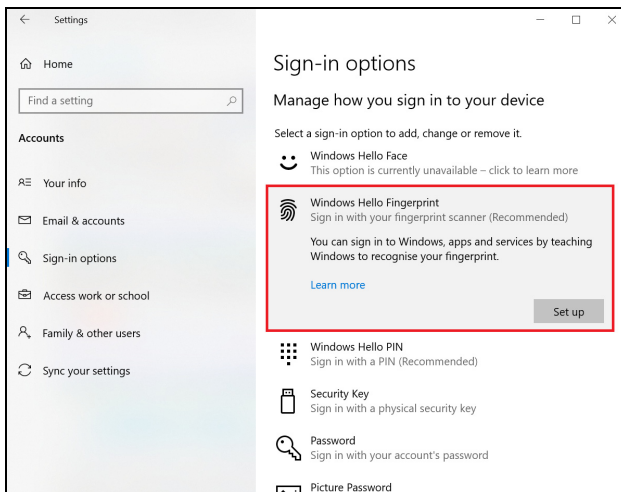 Settings
Home
Find a setting
Accounts
Your info
Email & accounts
Sign-in options
Access work or school
Family & other users
Sync your settings
Sign-in options
Manage how you sign in to your device
Select a sign-in option to add, change or remove it.
Windows Hello Face
This option is currently unavailable – click to learn more
Windows Hello Fingerprint
Sign in with your fingerprint scanner (Recommended)
You can sign in to Windows, apps and services by teaching
Windows to recognise your fingerprint.
Learn more
Set up
Windows Hello PIN
Sign in with a PIN (Recommended)
Security Key
Sign in with a physical security key
Password
Sign in with your account's password
Picture Password